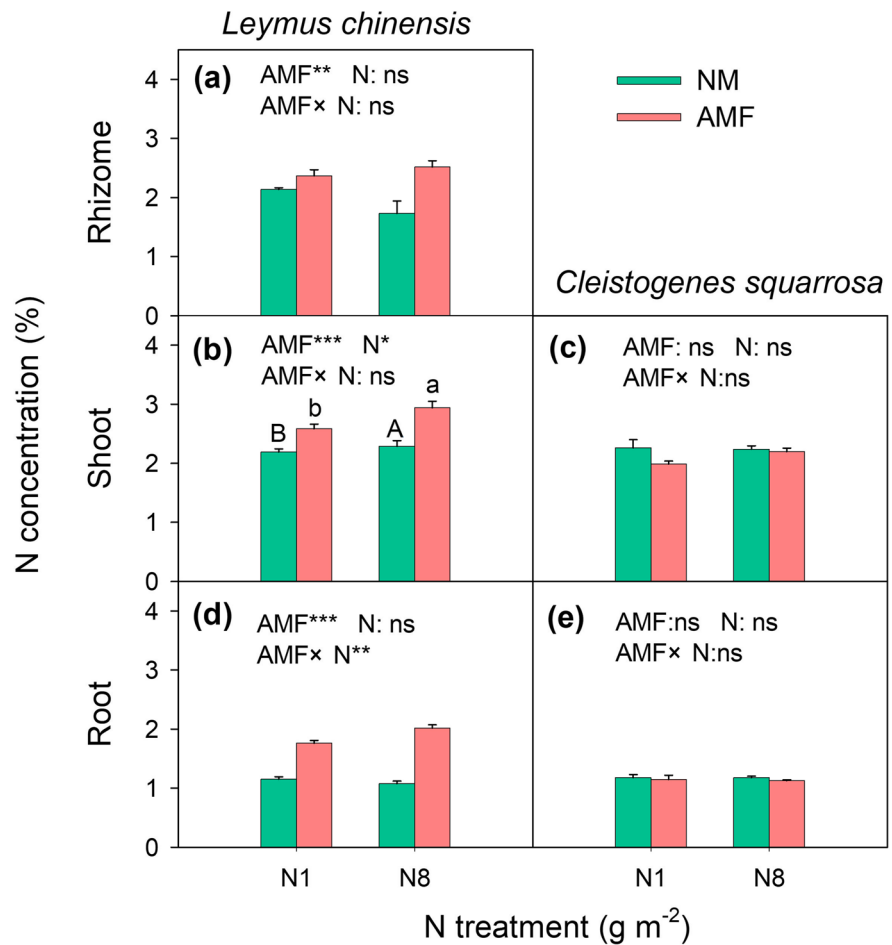 Leymus chinensis
(a) AMF** N: ns
AMF× N: ns
NM
AMF
4
3
2
1
0
Rhizome
Cleistogenes squarrosa
N concentration (%)
(b) AMF*** N*
AMF× N: ns
B b A a
4
3
2
1
0
Shoot
(c) AMF: ns N: ns
AMF× N:ns
(d) AMF*** N: ns
AMF× N**
4
3
2
1
0
Root
(e) AMF:ns N: ns
AMF× N:ns
N1 N8 N1 N8
N treatment (g m⁻²)